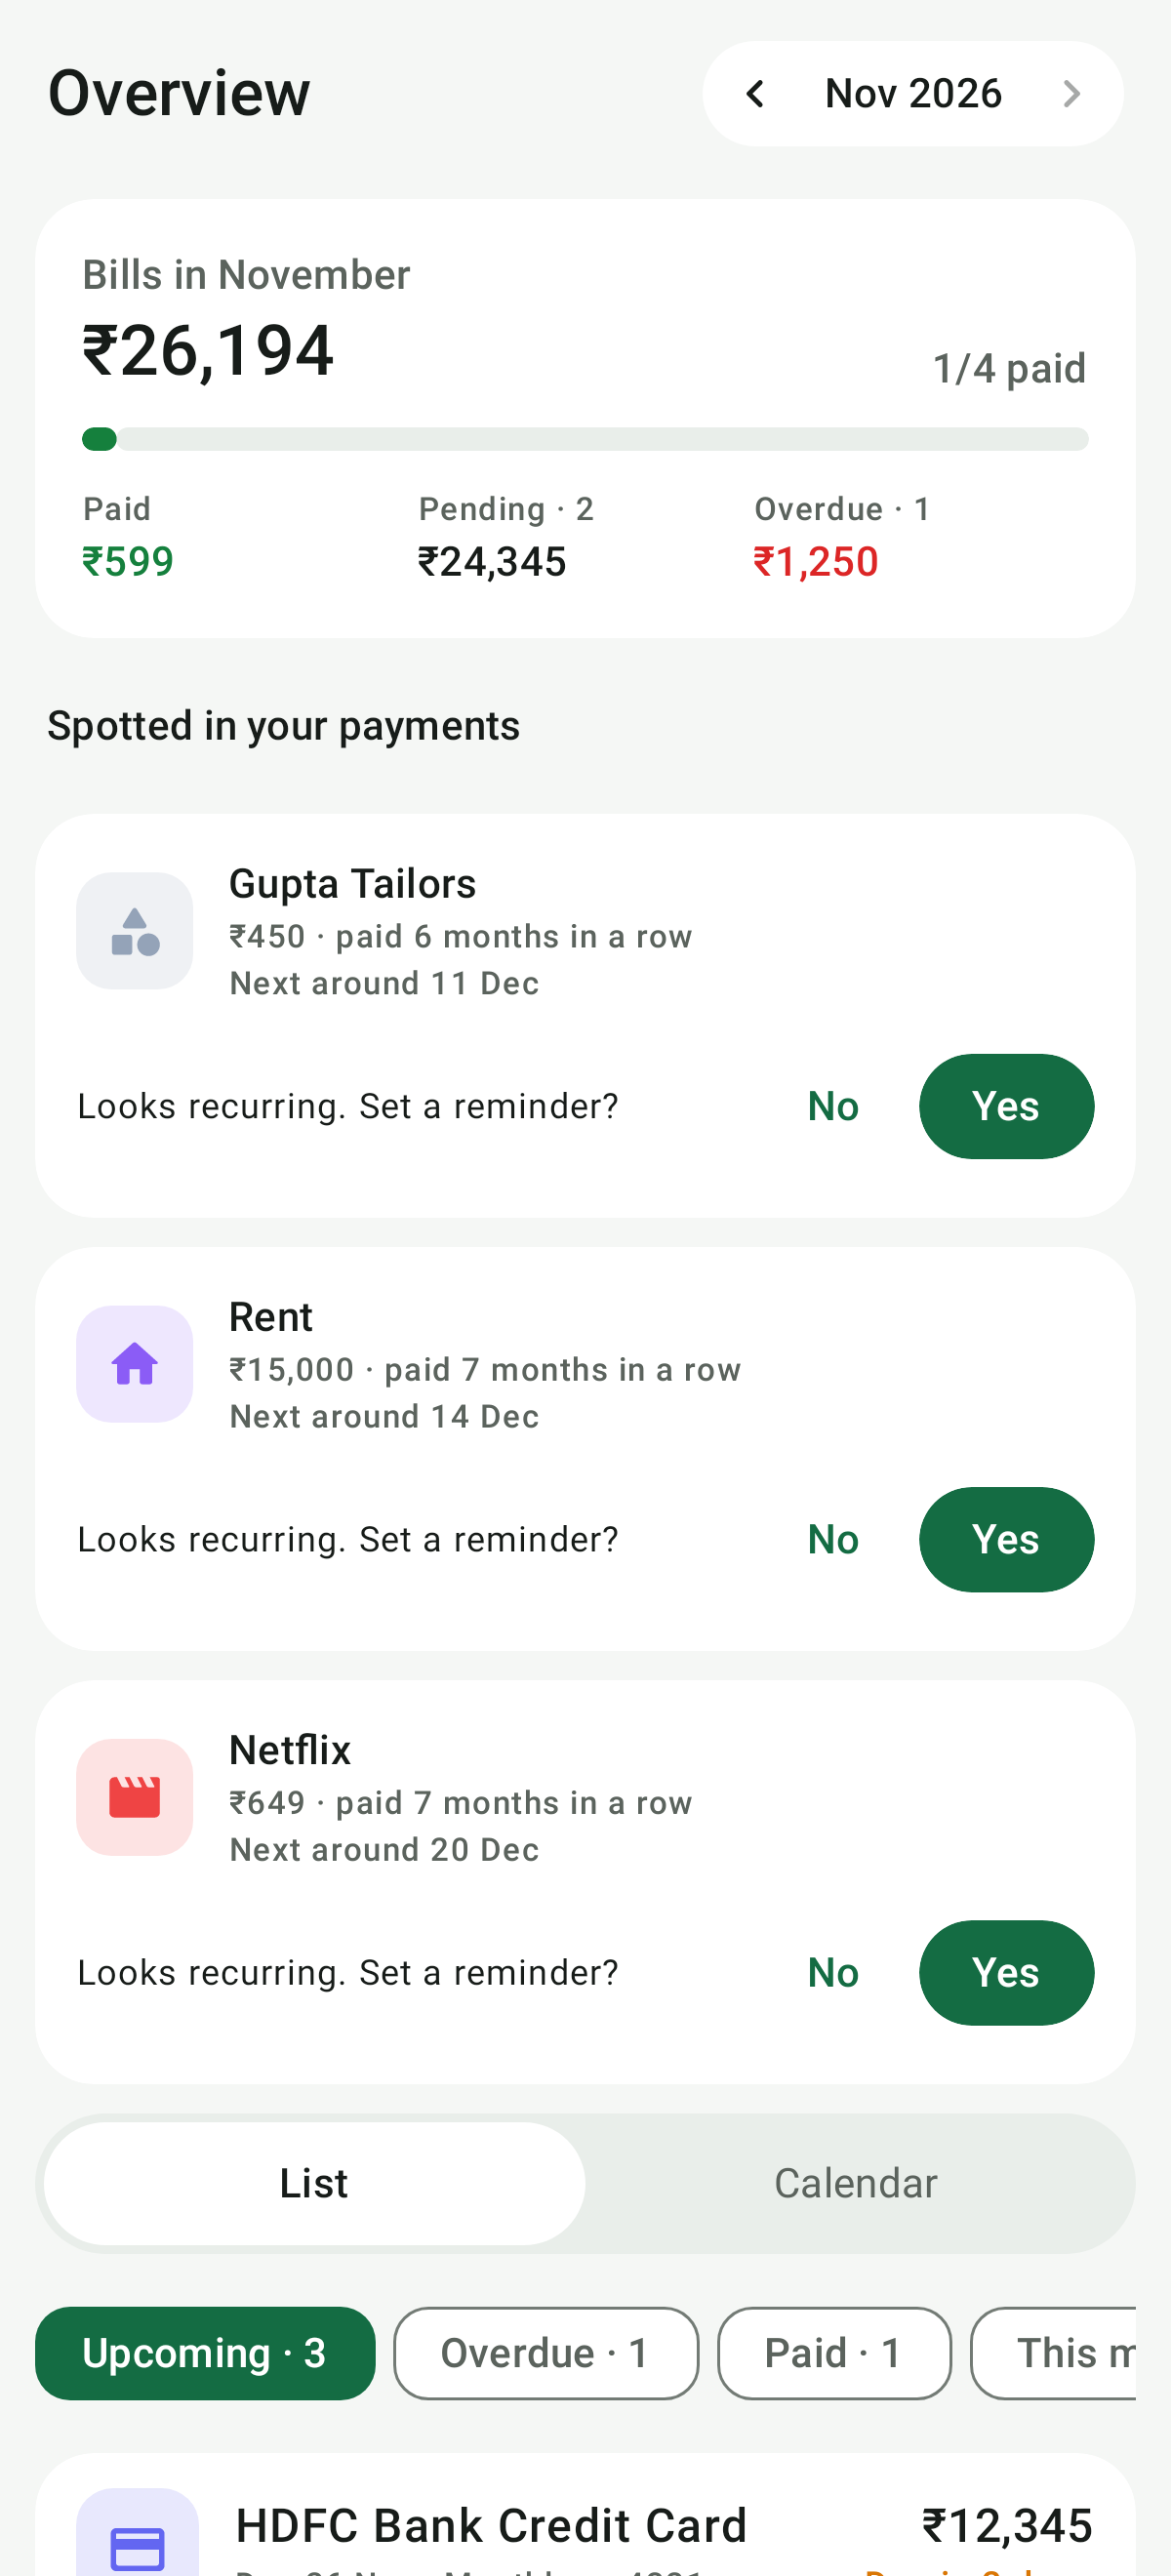 Overview
Nov 2026
Bills in November
₹26,194
1/4 paid
Paid
Pending · 2
Overdue · 1
₹599
₹24,345
₹1,250
Spotted in your payments
Gupta Tailors
₹450 · paid 6 months in a row
Next around 11 Dec
Looks recurring. Set a reminder?
No
Yes
Rent
₹15,000 · paid 7 months in a row
Next around 14 Dec
Looks recurring. Set a reminder?
No
Yes
Netflix
₹649 · paid 7 months in a row
Next around 20 Dec
Looks recurring. Set a reminder?
No
Yes
List
Calendar
Upcoming · 3
Overdue · 1
Paid · 1
This
HDFC Bank Credit Card
₹12,345